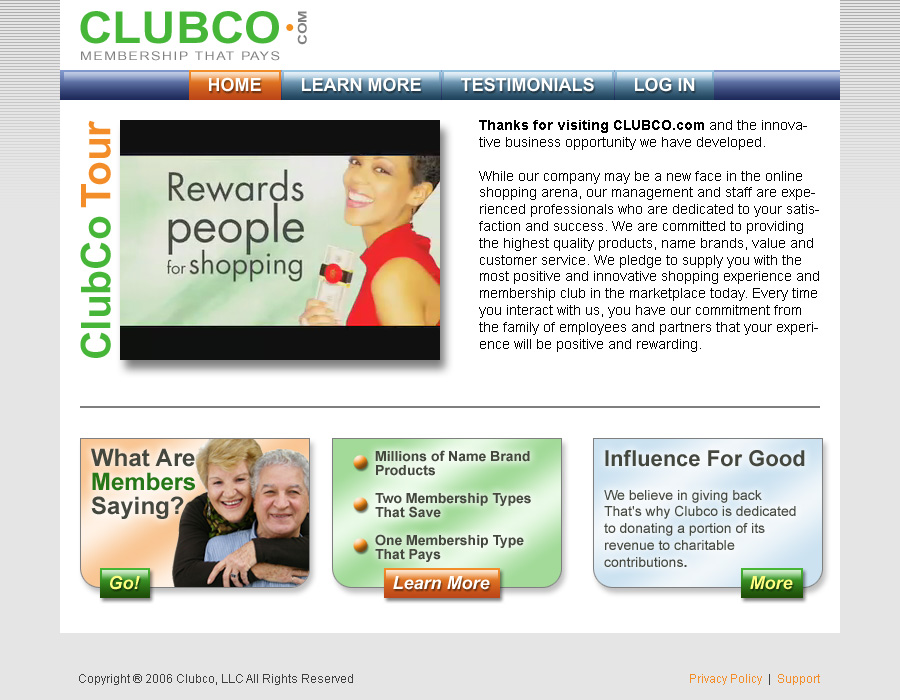 CLUBCO.COM
MEMBERSHIP THAT PAYS
HOME LEARN MORE TESTIMONIALS LOG IN
ClubCo Tour
Rewards
people
for shopping
Thanks for visiting CLUBCO.com and the innova-
tive business opportunity we have developed.
While our company may be a new face in the online
shopping arena, our management and staff are expe-
rienced professionals who are dedicated to your satis-
faction and success. We are committed to providing
the highest quality products, name brands, value and
customer service. We pledge to supply you with the
most positive and innovative shopping experience and
membership club in the marketplace today. Every time
you interact with us, you have our commitment from
the family of employees and partners that your experi-
ence will be positive and rewarding.
What Are
Members
Saying?
Go!
Millions of Name Brand
Products
Two Membership Types
That Save
One Membership Type
That Pays
Learn More
Influence For Good
We believe in giving back
That's why Clubco is dedicated
to donating a portion of its
revenue to charitable
contributions.
More
Copyright ® 2006 Clubco, LLC All Rights Reserved
Privacy Policy | Support